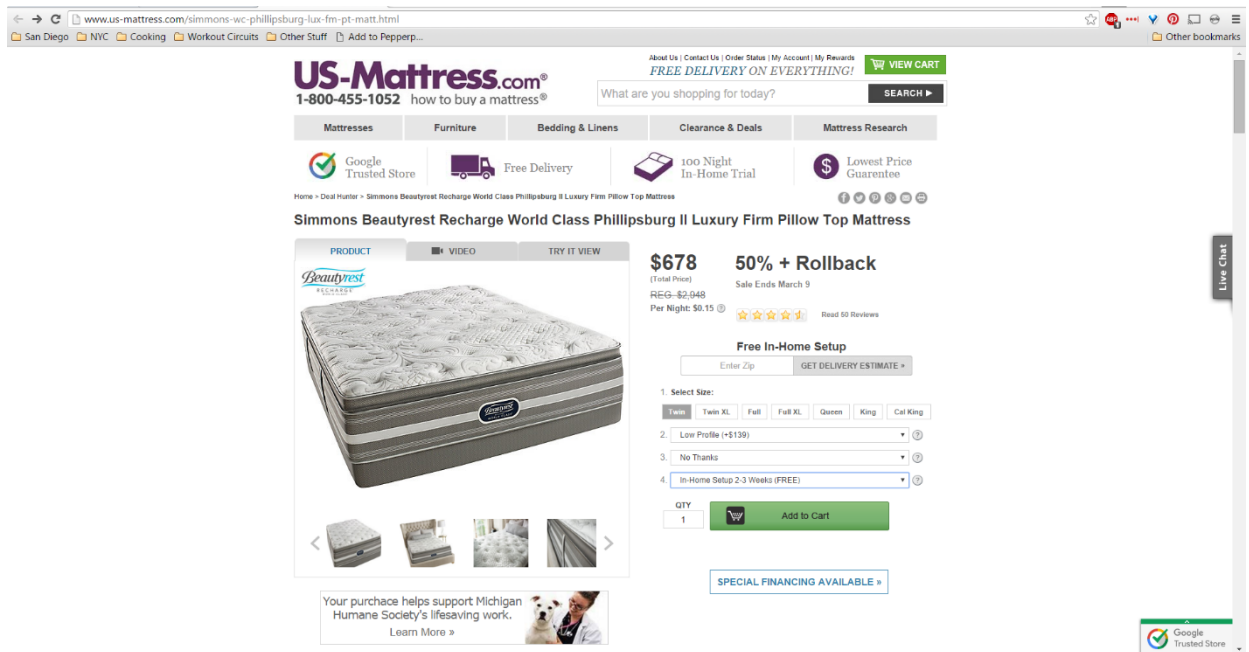 www.us-mattress.com/simmons-wc-phillipsburg-lux-fm-pt-matt.html
San Diego NYC Cooking Workout Circuits Other Stuff Add to Pepperp... Other bookmarks
About Us | Contact Us | Order Status | My Account | My Rewards
US-Mattress.com®
FREE DELIVERY ON EVERYTHING!
VIEW CART
1-800-455-1052 how to buy a mattress®
What are you shopping for today?
SEARCH
Mattresses Furniture Bedding & Linens Clearance & Deals Mattress Research
Google
Trusted Store
Free Delivery
100 Night
In-Home Trial
Lowest Price
Guarentee
Home > Deal Hunter > Simmons Beautyrest Recharge World Class Phillipsburg II Luxury Firm Pillow Top Mattress
Simmons Beautyrest Recharge World Class Phillipsburg II Luxury Firm Pillow Top Mattress
PRODUCT VIDEO TRY IT VIEW
Beautyrest
RECHARGE
WORLD CLASS
Beautyrest
$678
(Total Price)
REG. $2,048
Per Night: $0.15
50% + Rollback
Sale Ends March 9
Read 50 Reviews
Free In-Home Setup
Enter Zip
GET DELIVERY ESTIMATE »
1. Select Size:
Twin Twin XL Full Full XL Queen King Cal King
2. Low Profile (+$139)
3. No Thanks
4. In-Home Setup 2-3 Weeks (FREE)
QTY
1
Add to Cart
SPECIAL FINANCING AVAILABLE »
Your purchace helps support Michigan
Humane Society's lifesaving work.
Learn More »
Live Chat
Google
Trusted Store